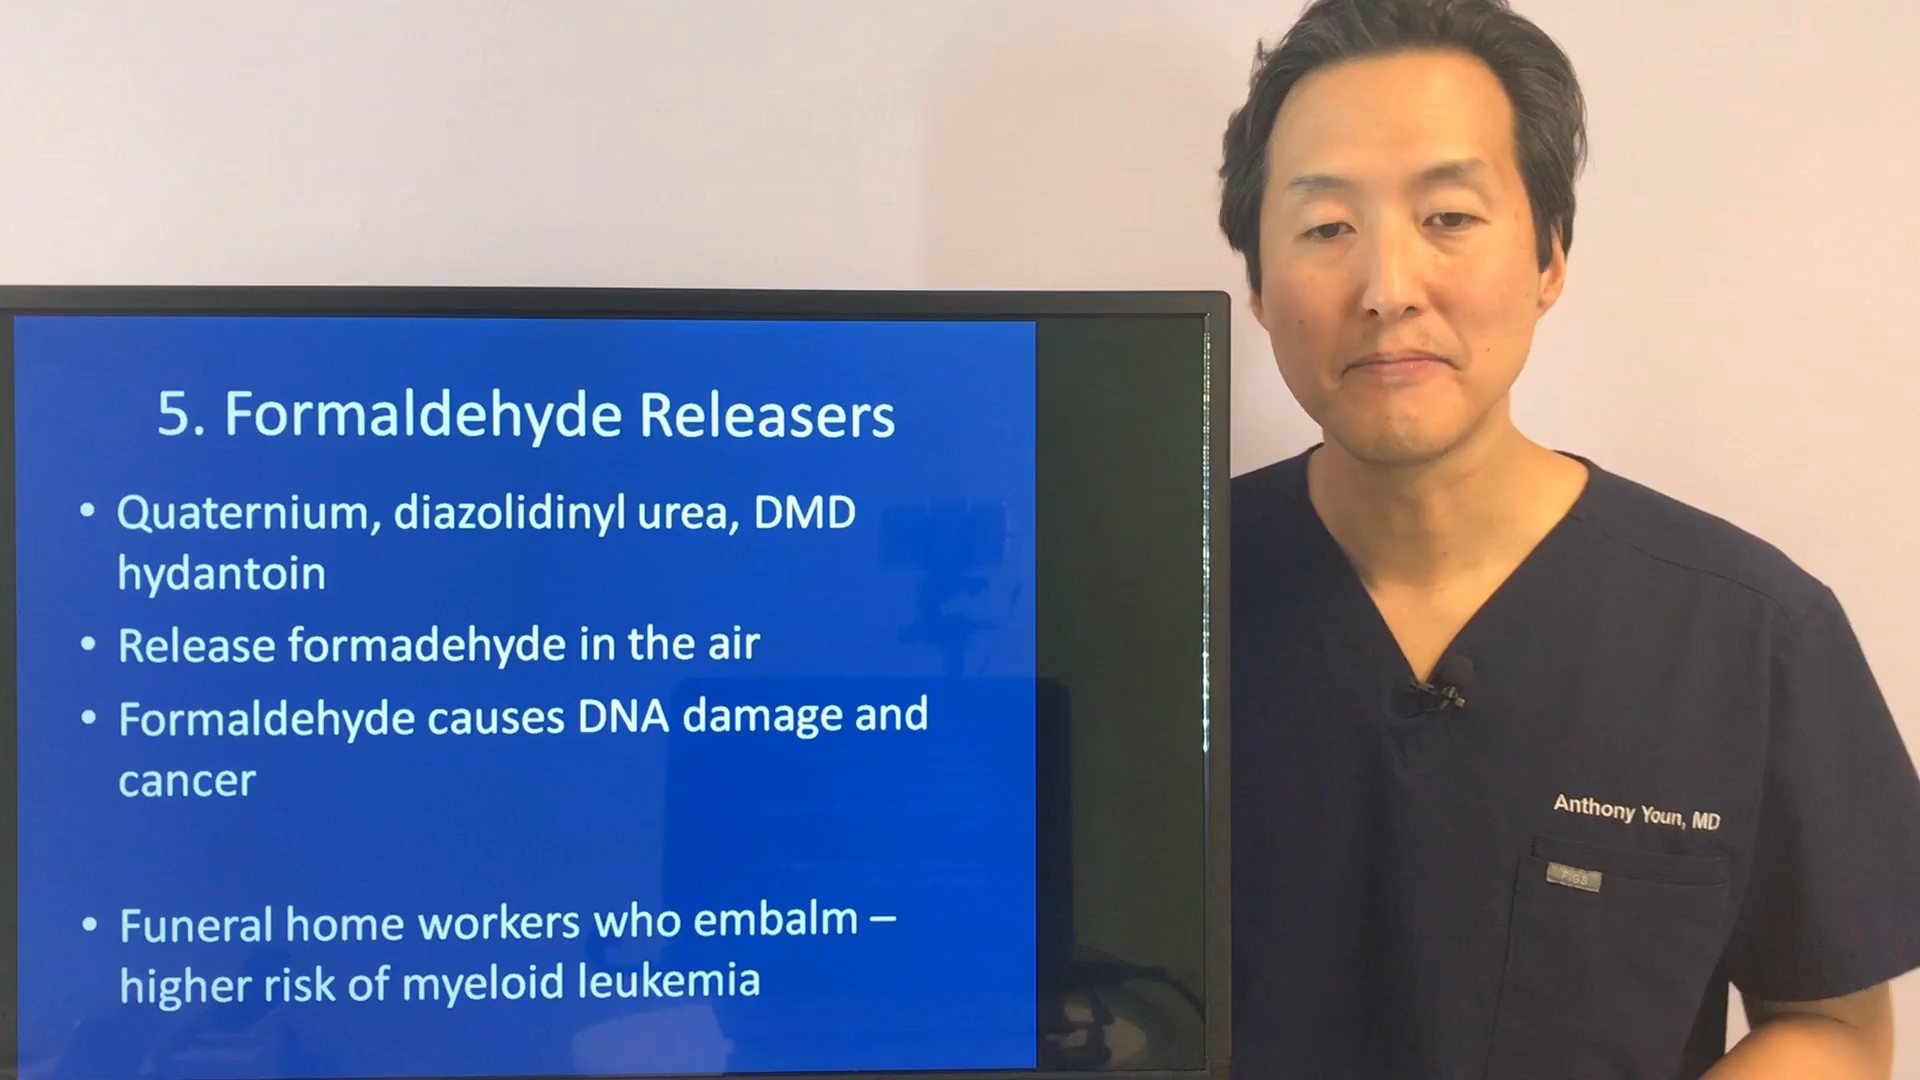 5. Formaldehyde Releasers
• Quaternium, diazolidinyl urea, DMD
hydantoin
• Release formadehyde in the air
• Formaldehyde causes DNA damage and
cancer
• Funeral home workers who embalm –
higher risk of myeloid leukemia
Anthony Youn, MD
FIGS